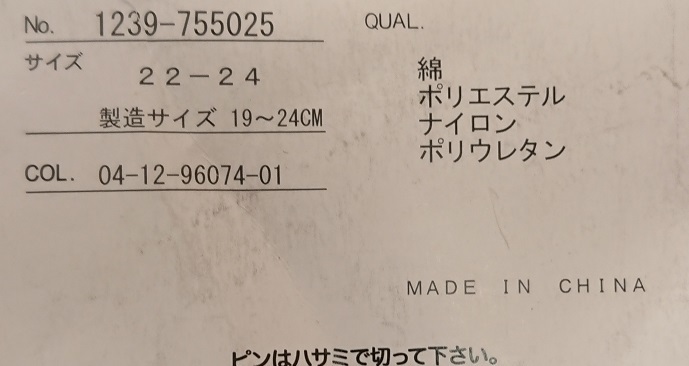 No. 1239-755025
サイズ
22-24
製造サイズ 19~24CM
COL. 04-12-96074-01
QUAL.
綿
ポリエステル
ナイロン
ポリウレタン
MADE IN CHINA
ピンはハサミで切って下さい。